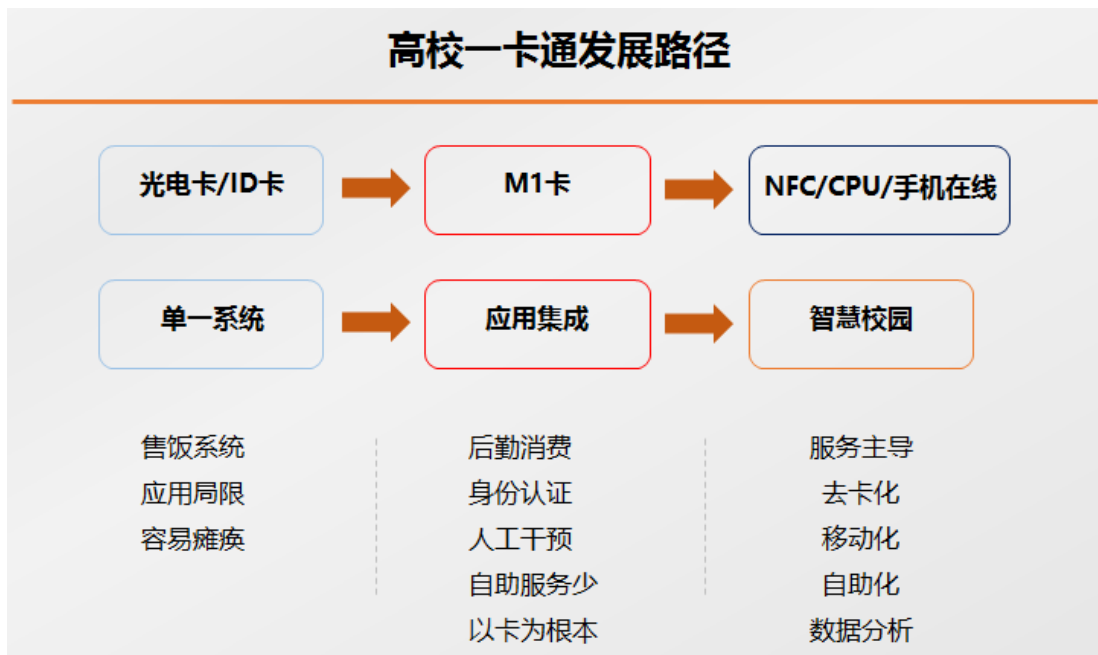 高校一卡通发展路径
光电卡/ID卡
M1卡
NFC/CPU/手机在线
单一系统
应用集成
智慧校园
售饭系统
应用局限
容易瘫痪
后勤消费
身份认证
人工干预
自助服务少
以卡为根本
服务主导
去卡化
移动化
自助化
数据分析